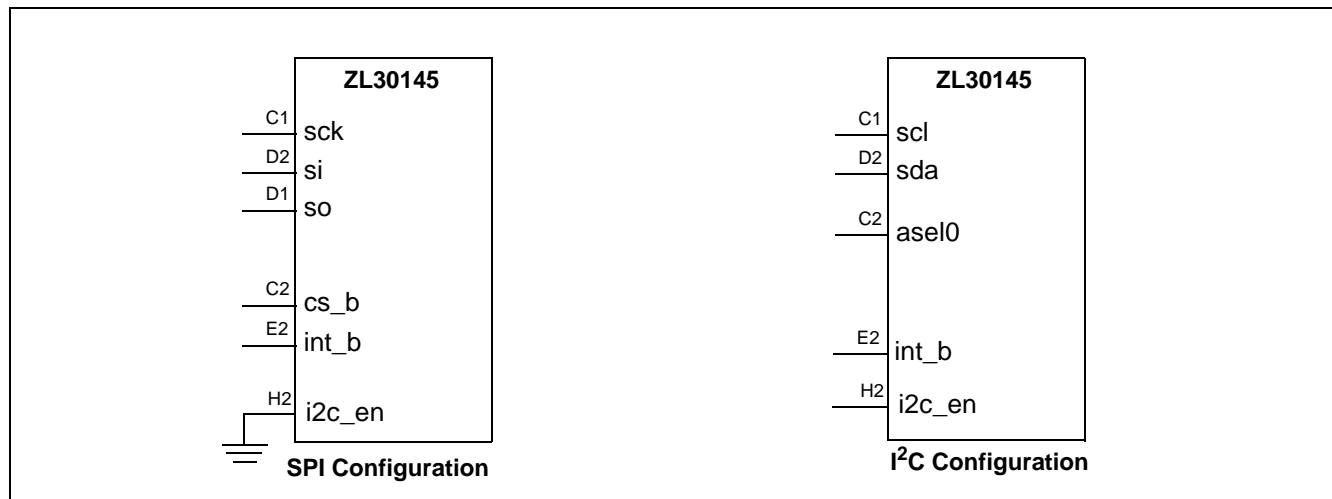 ZL30145
C1
sck
D2
si
D1
so
C2
cs_b
E2
int_b
H2
i2c_en
SPI Configuration
ZL30145
C1
scl
D2
sda
C2
asel0
E2
int_b
H2
i2c_en
I²C Configuration